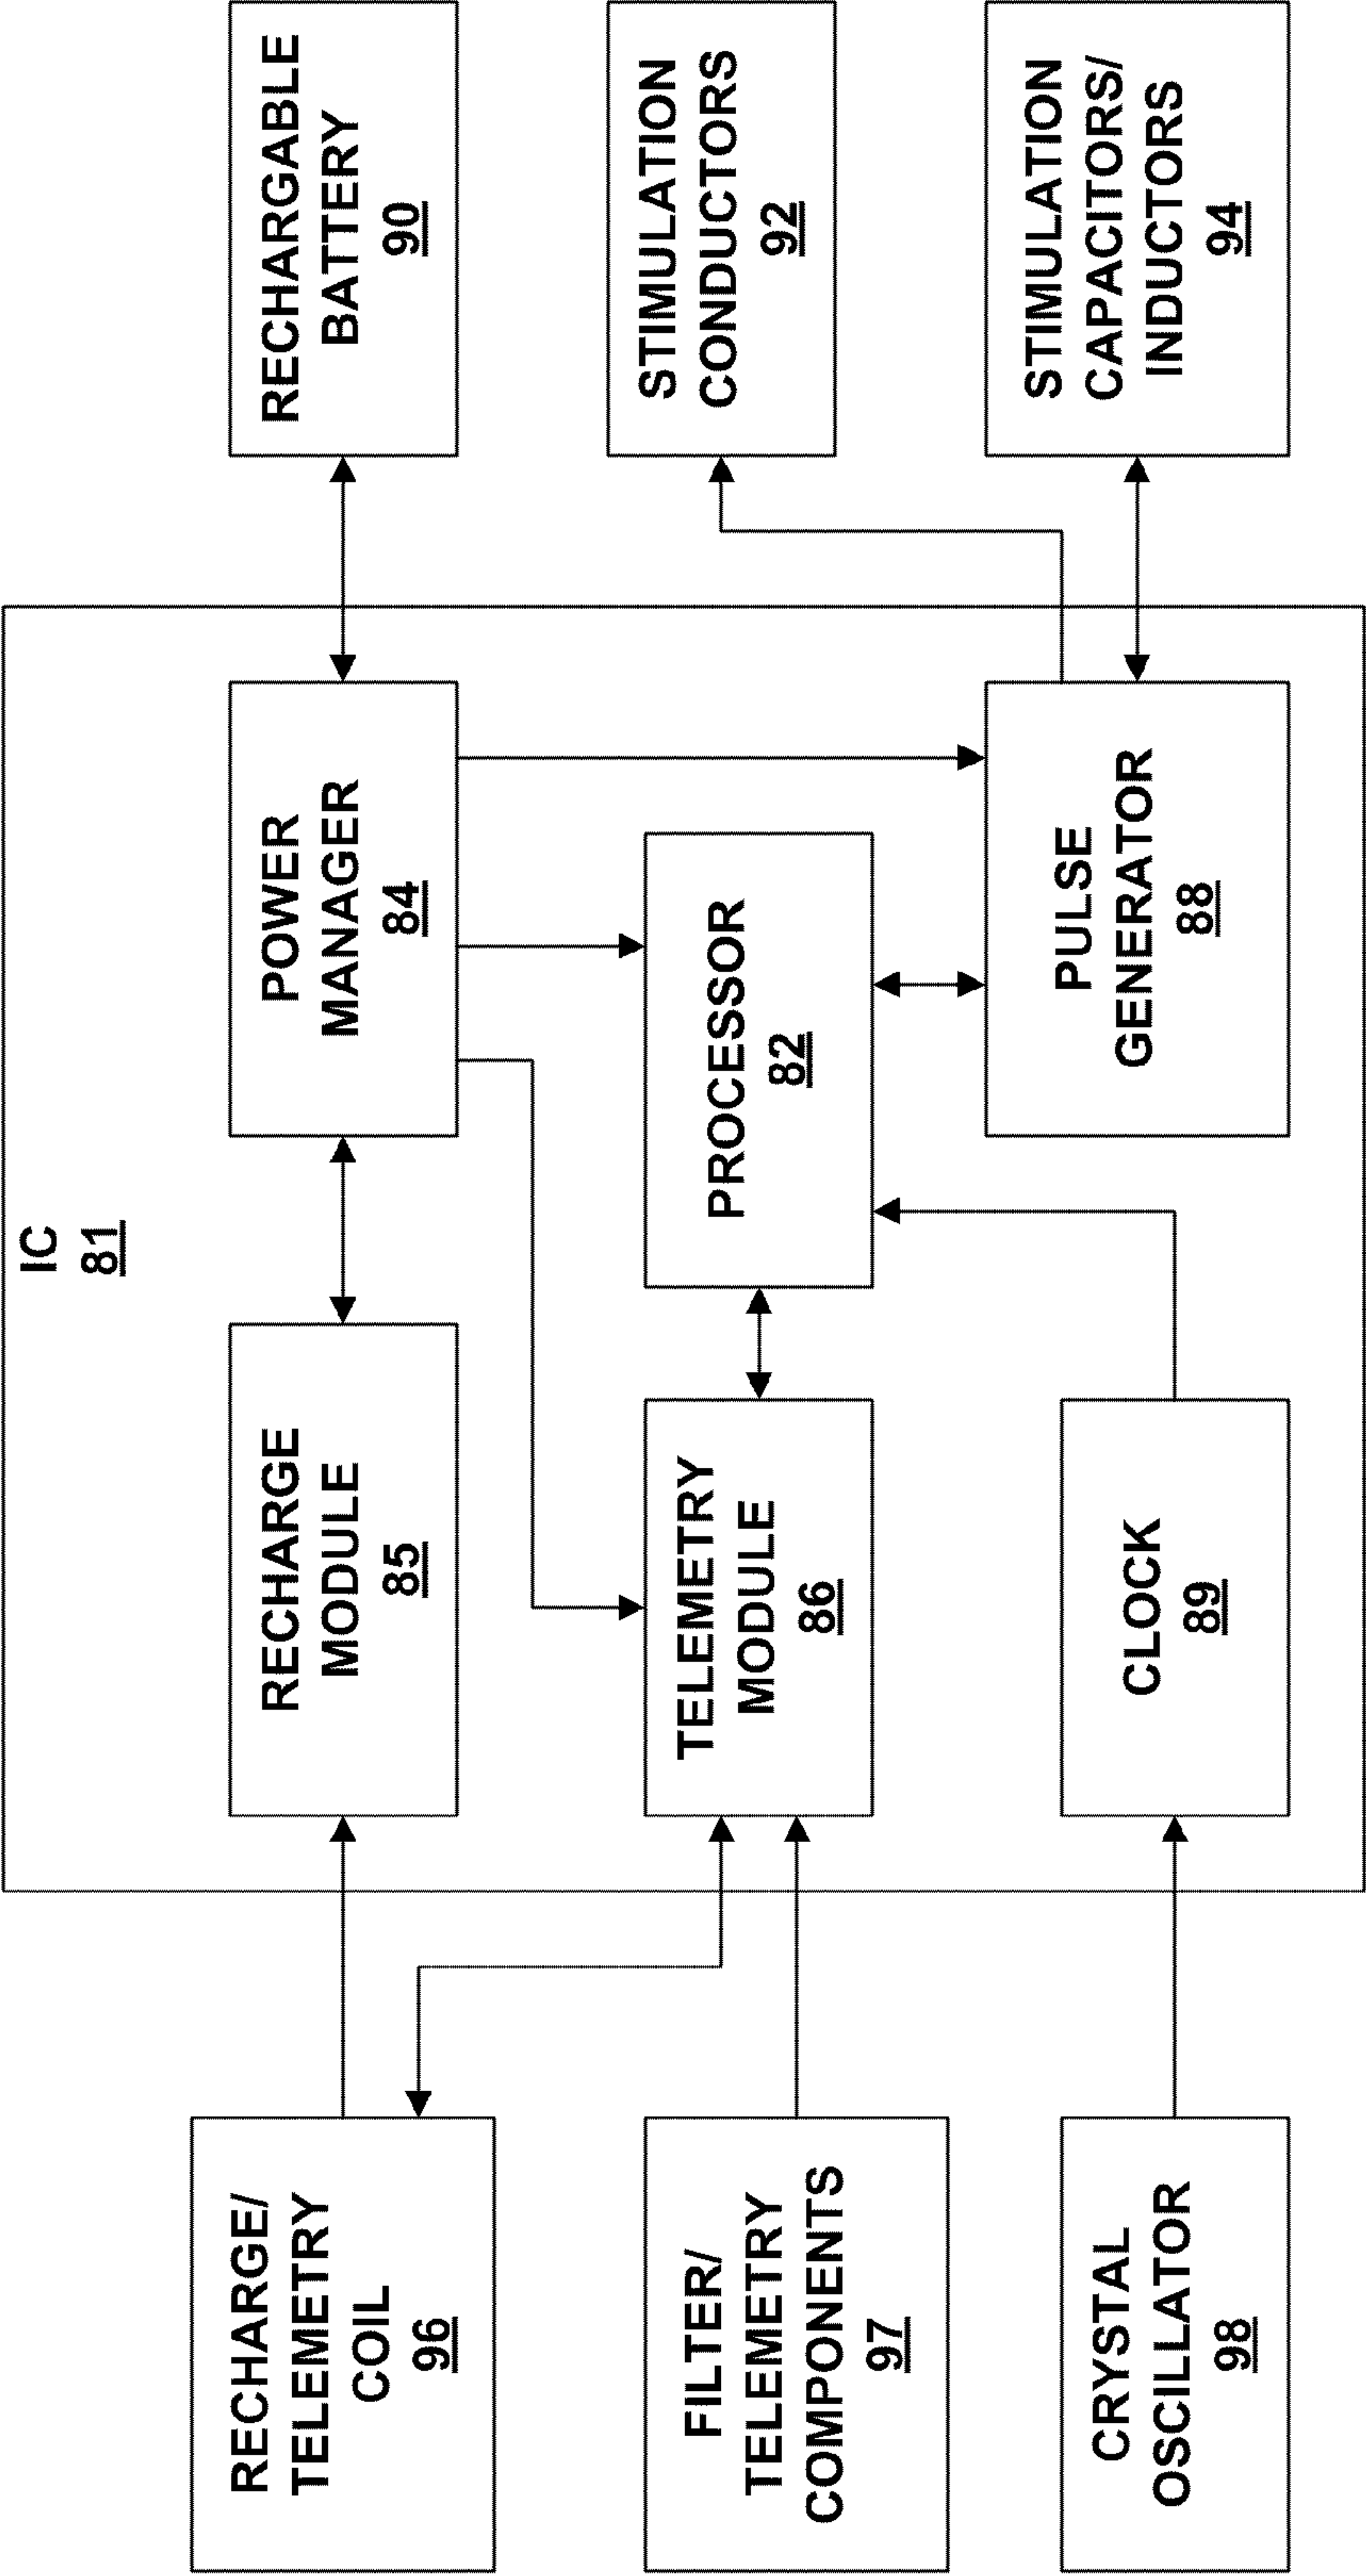 IC
81
RECHARGE/
TELEMETRY
COIL
96
RECHARGE
MODULE
85
POWER
MANAGER
84
RECHARGABLE
BATTERY
90
FILTER/
TELEMETRY
COMPONENTS
97
TELEMETRY
MODULE
86
PROCESSOR
82
STIMULATION
CONDUCTORS
92
CRYSTAL
OSCILLATOR
98
CLOCK
89
PULSE
GENERATOR
88
STIMULATION
CAPACITORS/
INDUCTORS
94